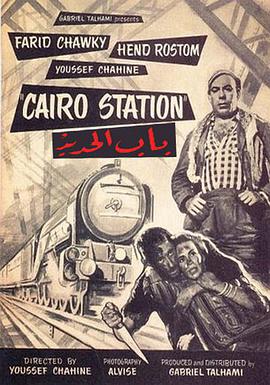 GABRIEL TALHAMI presents
FARID CHAWKY
HEND ROSTOM
YOUSSEF CHAHINE
"CAIRO STATION"
باب الحديد
DIRECTED BY
YOUSSEF CHAHINE
PHOTOGRAPHY
ALVISE
PRODUCED AND DISTRIBUTED BY
GABRIEL TALHAMI